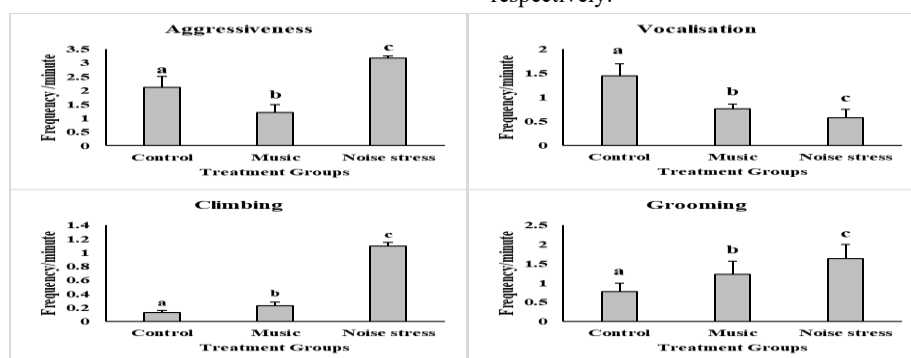 respectively.
Aggressiveness
Frequency /minute
3.5
3
2.5
2
1.5
1
0.5
0
a
b
c
Control Music Noise stress
Treatment Groups
Vocalisation
Frequency/minute
2
1.5
1
0.5
0
a
b
c
Control Music Noise stress
Treatment Groups
Climbing
Frequency/minute
1.4
1.2
1
0.8
0.6
0.4
0.2
0
a
b
c
Control Music Noise stress
Treatment Groups
Grooming
Frequency/minute
2.5
2
1.5
1
0.5
0
a
b
c
Control Music Noise stress
Treatment Groups